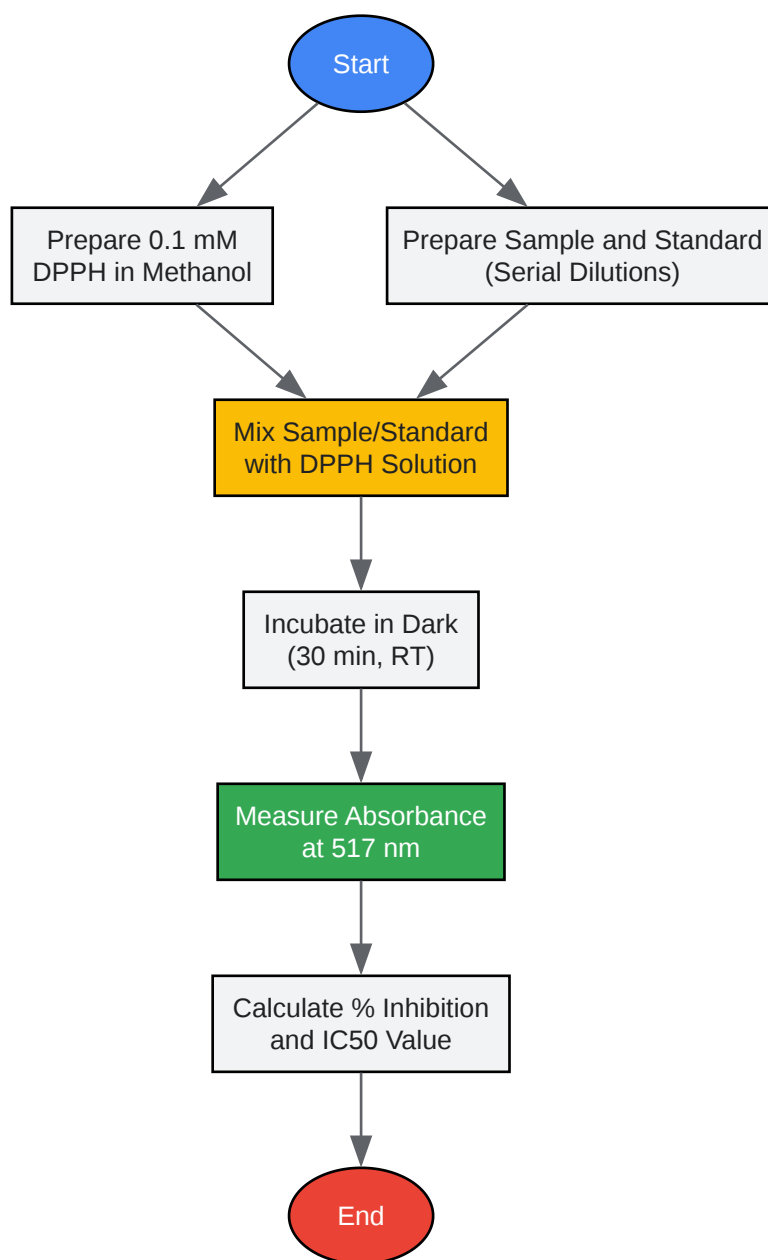 Start
Prepare 0.1 mM
DPPH in Methanol
Prepare Sample and Standard
(Serial Dilutions)
Mix Sample/Standard
with DPPH Solution
Incubate in Dark
(30 min, RT)
Measure Absorbance
at 517 nm
Calculate % Inhibition
and IC50 Value
End